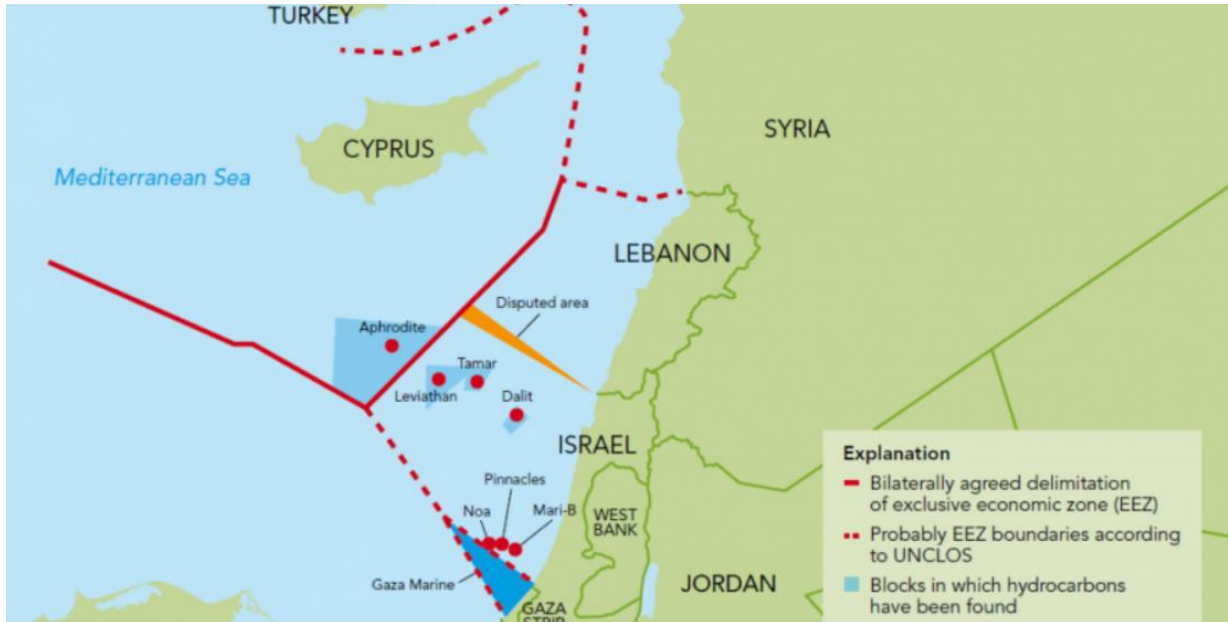 TURKEY
SYRIA
CYPRUS
Mediterranean Sea
LEBANON
Disputed area
Aphrodite
Tamar
Leviathan
Dalit
ISRAEL
Explanation
Bilaterally agreed delimitation
of exclusive economic zone (EEZ)
Probably EEZ boundaries according
to UNCLOS
Blocks in which hydrocarbons
have been found
Pinnacles
Noa
Mari-B
WEST
BANK
Gaza Marine
JORDAN
GAZA
STRIP